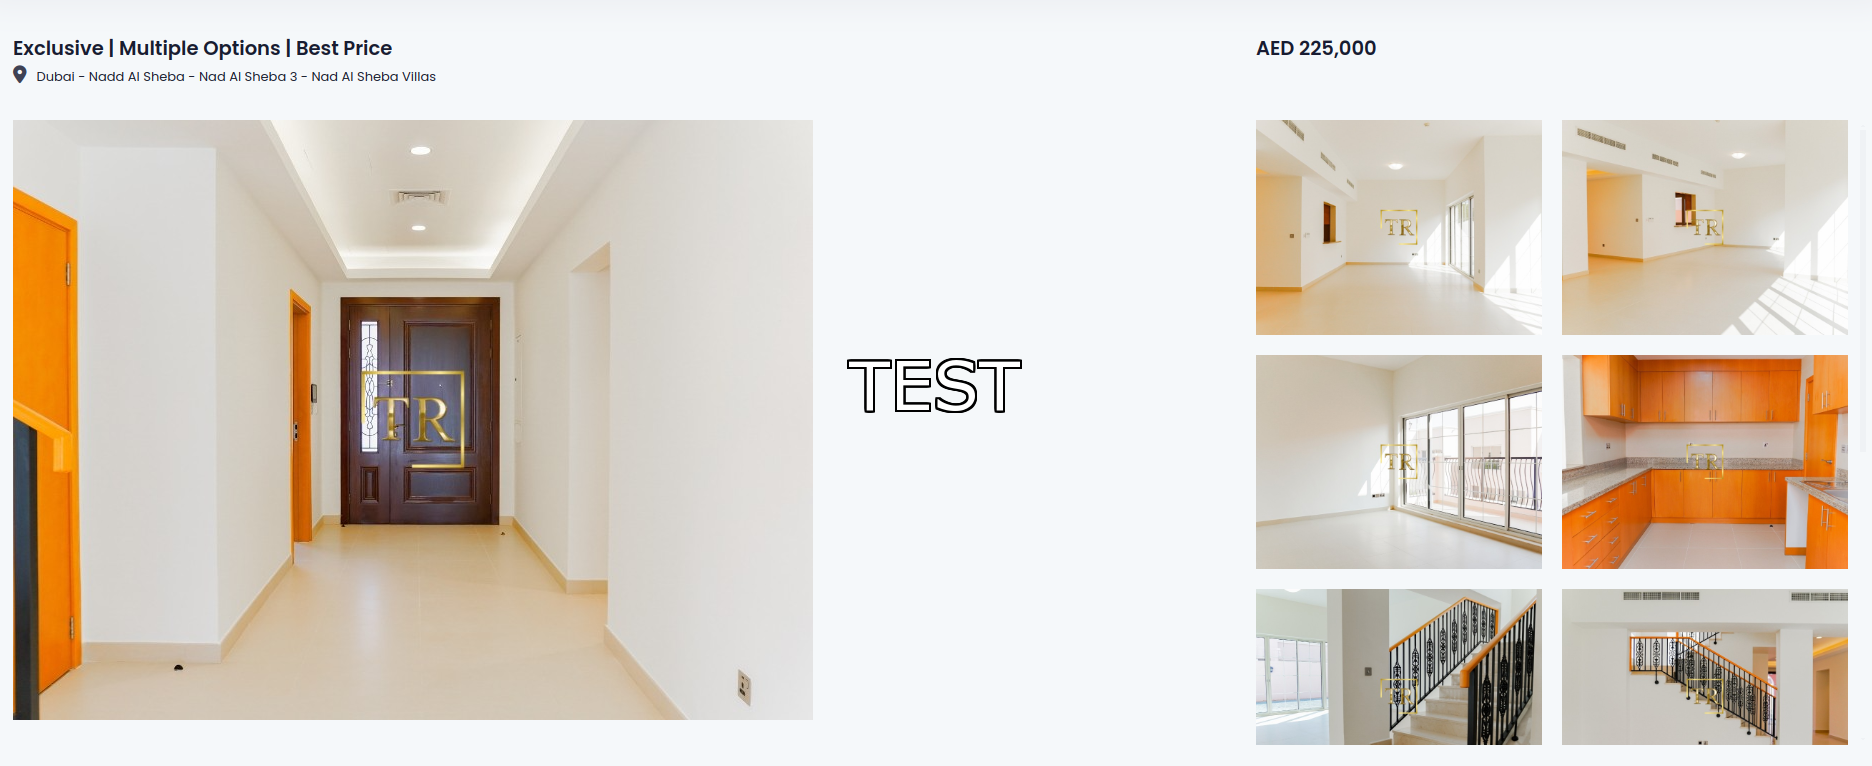 Exclusive | Multiple Options | Best Price
AED 225,000
Dubai - Nadd Al Sheba - Nad Al Sheba 3 - Nad Al Sheba Villas
TR
TEST
TR
TR
TR
TR
TR
TR